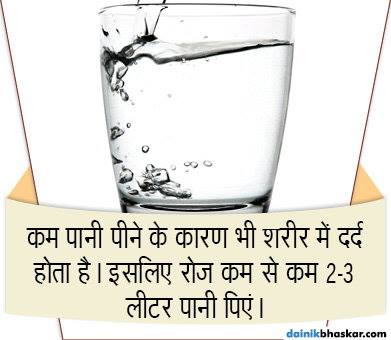 कम पानी पीने के कारण भी शरीर में दर्द
होता है। इसलिए रोज कम से कम 2-3
लीटर पानी पिएं।
dainikbhaskar.com